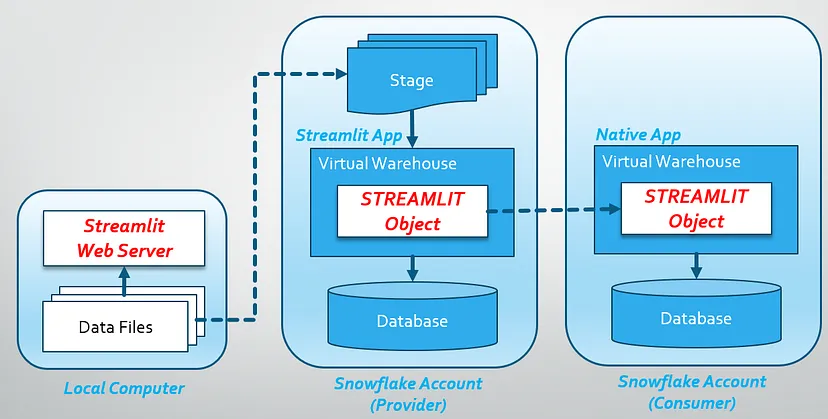 Streamlit
Web Server
Data Files
Local Computer
Stage
Streamlit App
Virtual Warehouse
STREAMLIT
Object
Database
Snowflake Account
(Provider)
Native App
Virtual Warehouse
STREAMLIT
Object
Database
Snowflake Account
(Consumer)